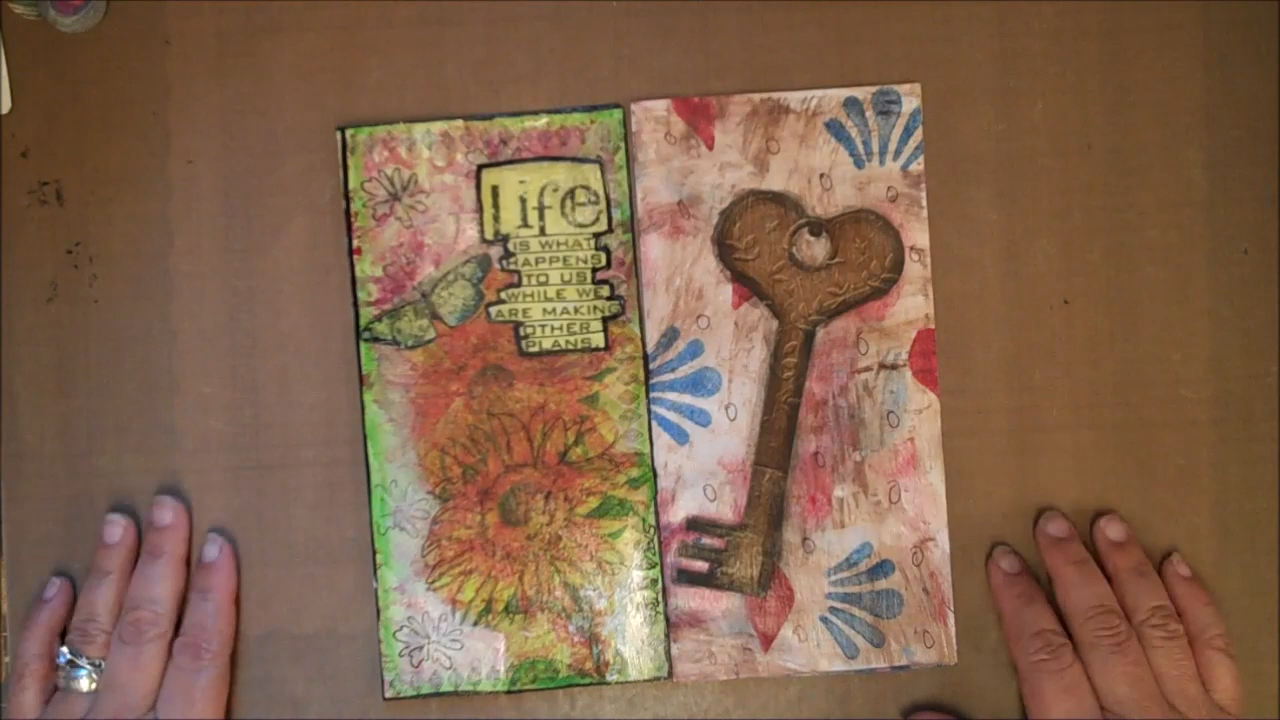 Life
IS WHAT
HAPPENS
TO US
WHILE WE
ARE MAKING
OTHER
PLANS.